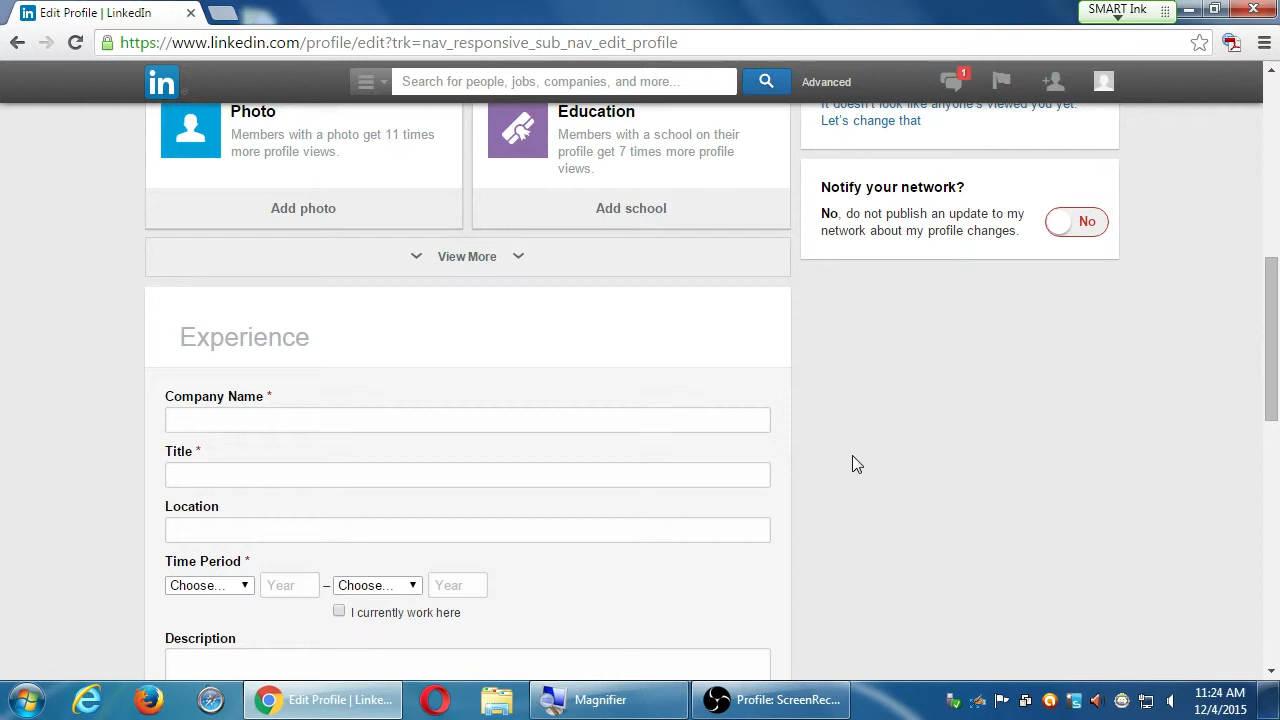 Edit Profile | LinkedIn
SMART Ink
https://www.linkedin.com/profile/edit?trk=nav_responsive_sub_nav_edit_profile
in
Search for people, jobs, companies, and more...
Advanced
1
Photo
Members with a photo get 11 times
more profile views.
Add photo
Education
Members with a school on their
profile get 7 times more profile
views.
Add school
It doesn't look like anyone's viewed you yet.
Let's change that
Notify your network?
No, do not publish an update to my
network about my profile changes.
No
View More
Experience
Company Name *
Title *
Location
Time Period *
Choose... Year – Choose... Year
I currently work here
Description
Edit Profile | Linke...
Magnifier
Profile: ScreenRec...
11:24 AM
12/4/2015